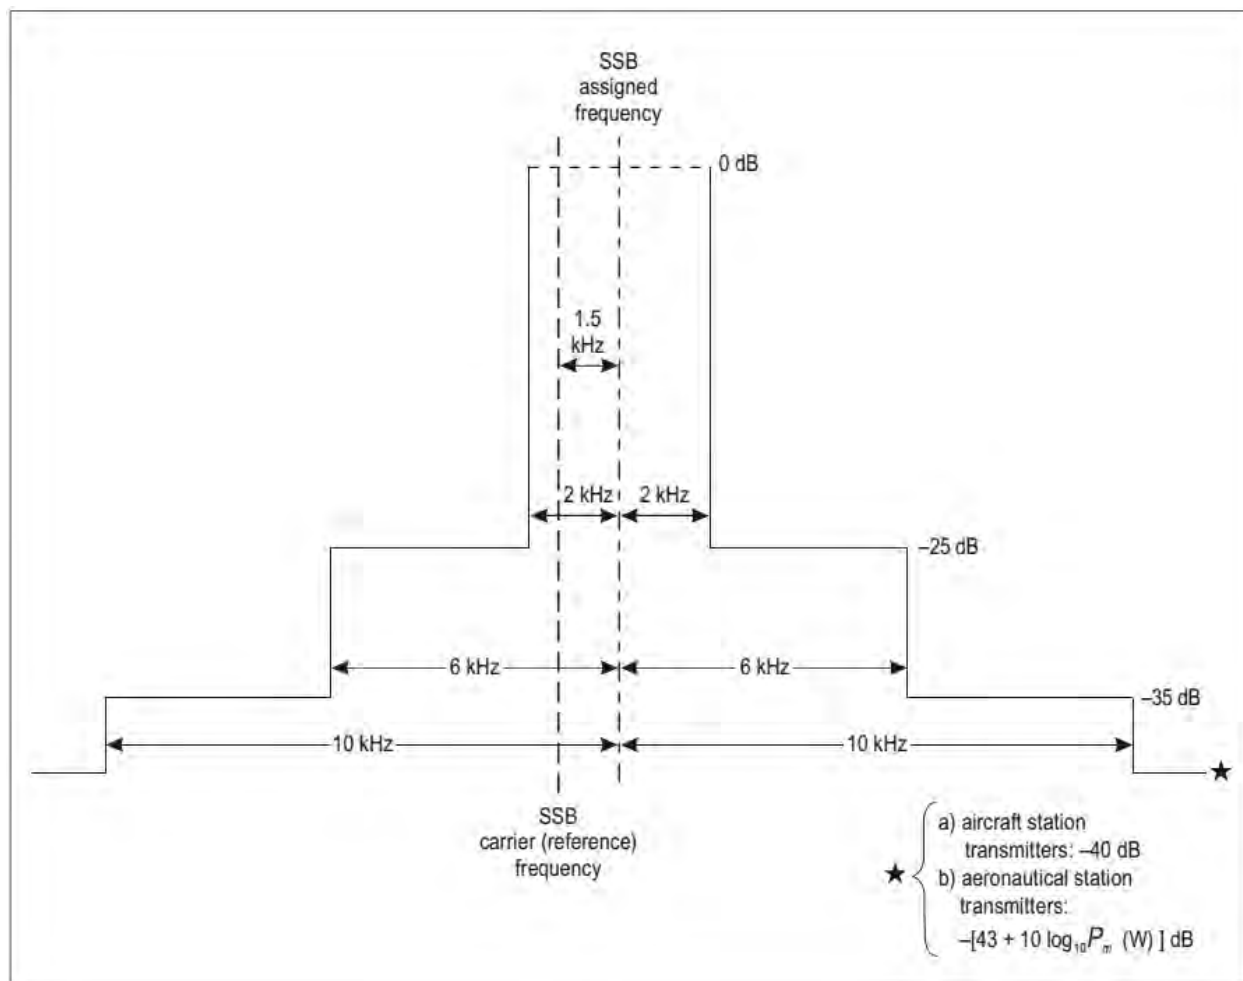 SSB
assigned
frequency
0 dB
1.5
kHz
2 kHz
2 kHz
–25 dB
6 kHz
6 kHz
–35 dB
10 kHz
10 kHz
SSB
carrier (reference)
frequency
★
★
a) aircraft station
transmitters: –40 dB
b) aeronautical station
transmitters:
–[43 + 10 log₁₀Pₘ (W) ] dB